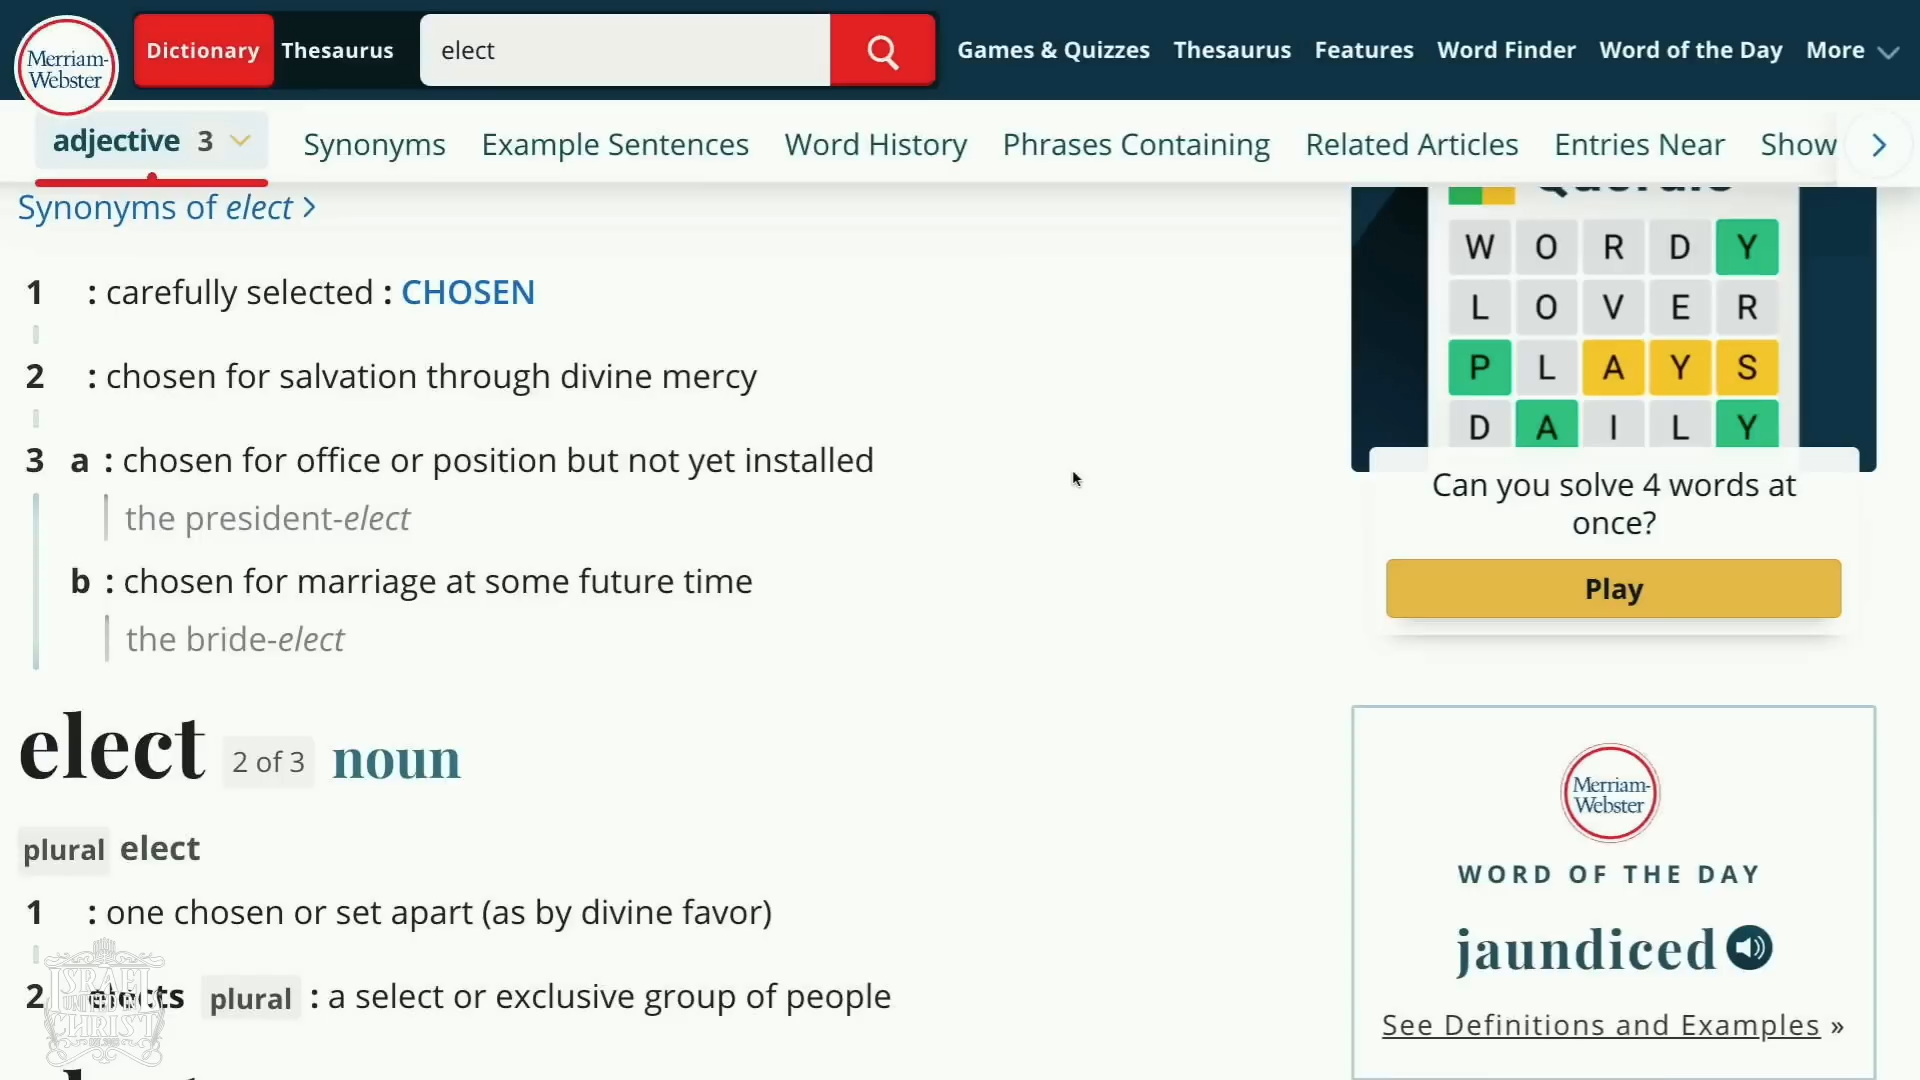 Merriam-
Webster
Dictionary
Thesaurus
elect
Games & Quizzes
Thesaurus
Features
Word Finder
Word of the Day
More
adjective 3
Synonyms
Example Sentences
Word History
Phrases Containing
Related Articles
Entries Near
Show
Synonyms of elect
1 : carefully selected : CHOSEN
2 : chosen for salvation through divine mercy
3 a : chosen for office or position but not yet installed
the president-elect
b : chosen for marriage at some future time
the bride-elect
elect 2 of 3 noun
plural elect
1 : one chosen or set apart (as by divine favor)
2 elects plural : a select or exclusive group of people
ISRAEL
UNITED IN
CHRIST
W O R D Y
L O V E R
P L A Y S
D A I L Y
Can you solve 4 words at
once?
Play
Merriam-
Webster
WORD OF THE DAY
jaundiced
See Definitions and Examples »